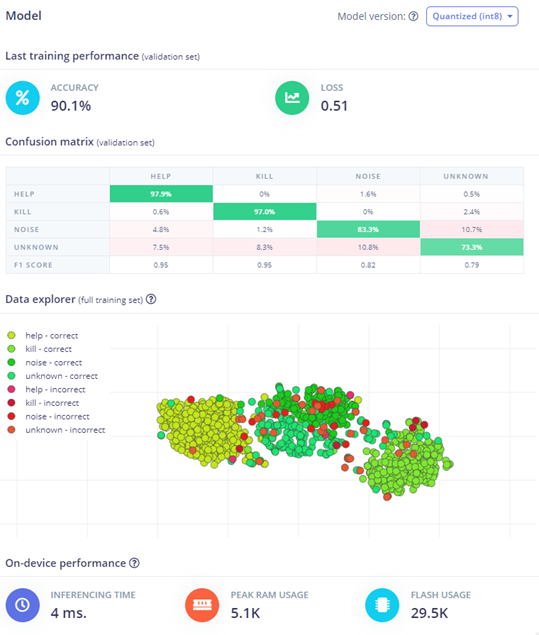 Model
Model version: ? Quantized (int8)
Last training performance (validation set)
% ACCURACY
90.1%
LOSS
0.51
Confusion matrix (validation set)
HELP KILL NOISE UNKNOWN
HELP 97.9% 0% 1.6% 0.5%
KILL 0.6% 97.0% 0% 2.4%
NOISE 4.8% 1.2% 83.3% 10.7%
UNKNOWN 7.5% 8.3% 10.8% 73.3%
F1 SCORE 0.95 0.95 0.82 0.79
Data explorer (full training set) ?
help - correct
kill - correct
noise - correct
unknown - correct
help - incorrect
kill - incorrect
noise - incorrect
unknown - incorrect
On-device performance ?
INFERENCING TIME
4 ms.
PEAK RAM USAGE
5.1K
FLASH USAGE
29.5K